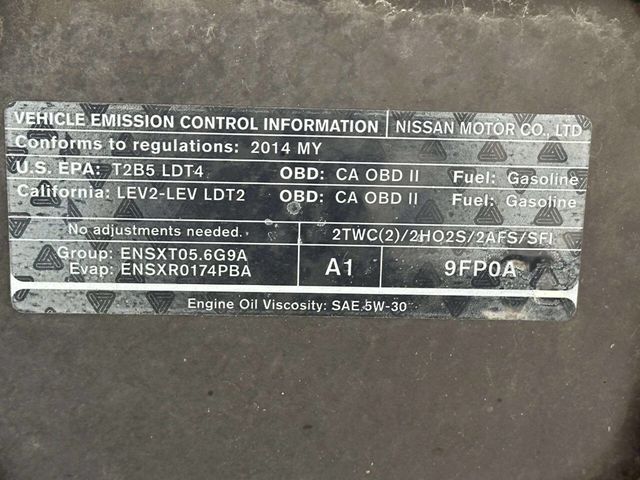 VEHICLE EMISSION CONTROL INFORMATION NISSAN MOTOR CO., LTD
Conforms to regulations: 2014 MY
U.S. EPA: T2B5 LDT4 OBD: CA OBD II Fuel: Gasoline
California: LEV2-LEV LDT2 OBD: CA OBD II Fuel: Gasoline
No adjustments needed. 2TWC(2)/2HO2S/2AFS/SFI
Group: ENSXT05.6G9A
Evap: ENSXR0174PBA
A1 9FP0A
Engine Oil Viscosity: SAE 5W-30